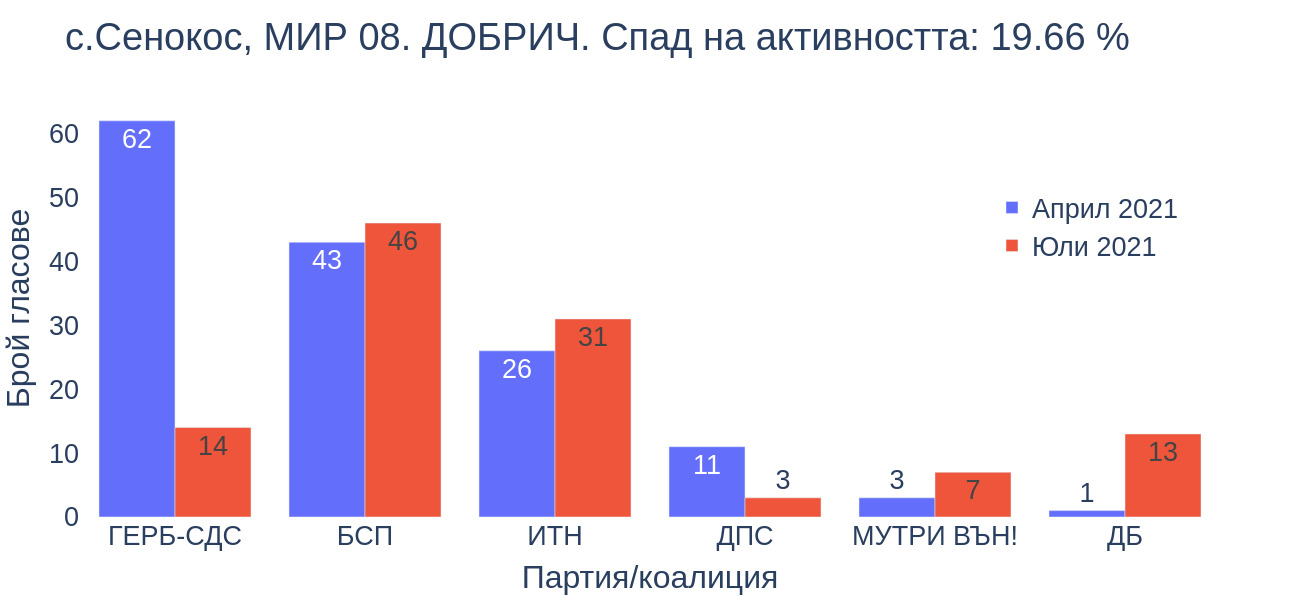 с.Сенокос, МИР 08. ДОБРИЧ. Спад на активността: 19.66 %
Брой гласове
60
50
40
30
20
10
0
62
14
43
46
26
31
11
3
3
7
1
13
Април 2021
Юли 2021
ГЕРБ-СДС
БСП
ИТН
ДПС
МУТРИ ВЪН!
ДБ
Партия/коалиция